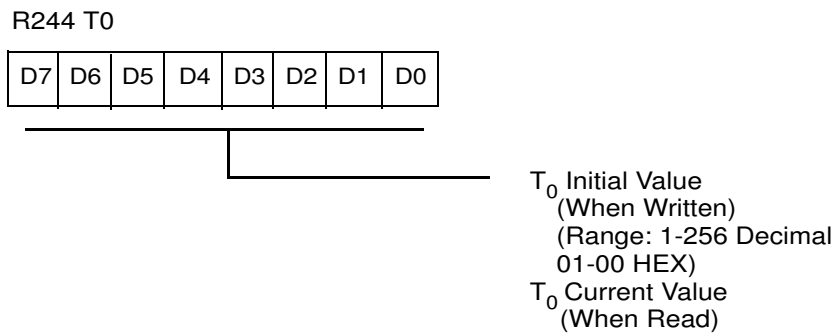 R244 T0
D7 D6 D5 D4 D3 D2 D1 D0
T0 Initial Value
(When Written)
(Range: 1-256 Decimal
01-00 HEX)
T0 Current Value
(When Read)